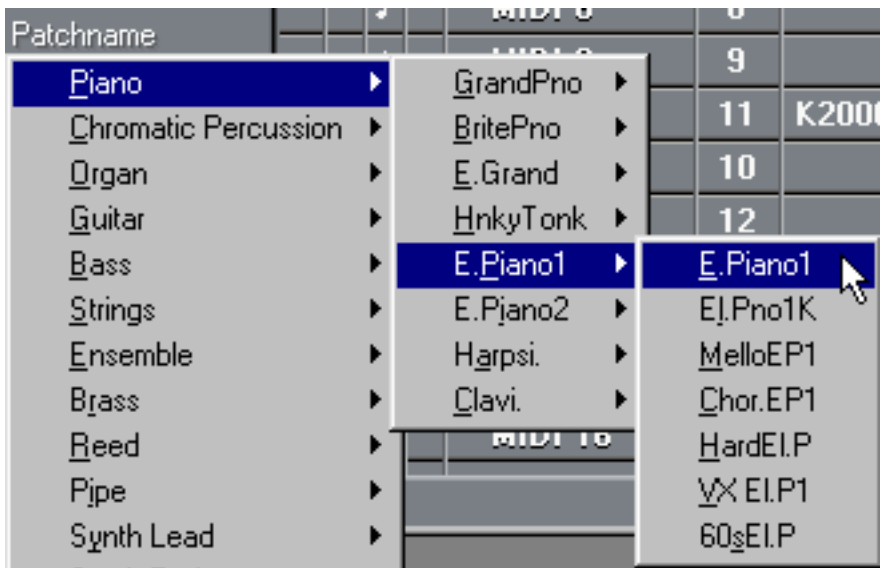 Patchname
9
11 K2000
10
12
Piano
Chromatic Percussion
Organ
Guitar
Bass
Strings
Ensemble
Brass
Reed
Pipe
Synth Lead
GrandPno
BritePno
E.Grand
HnkyTonk
E.Piano1
E.Piano2
Harpsi.
Clavi.
E.Piano1
El.Pno1K
MelloEP1
Chor.EP1
HardEl.P
VX El.P1
60sEl.P